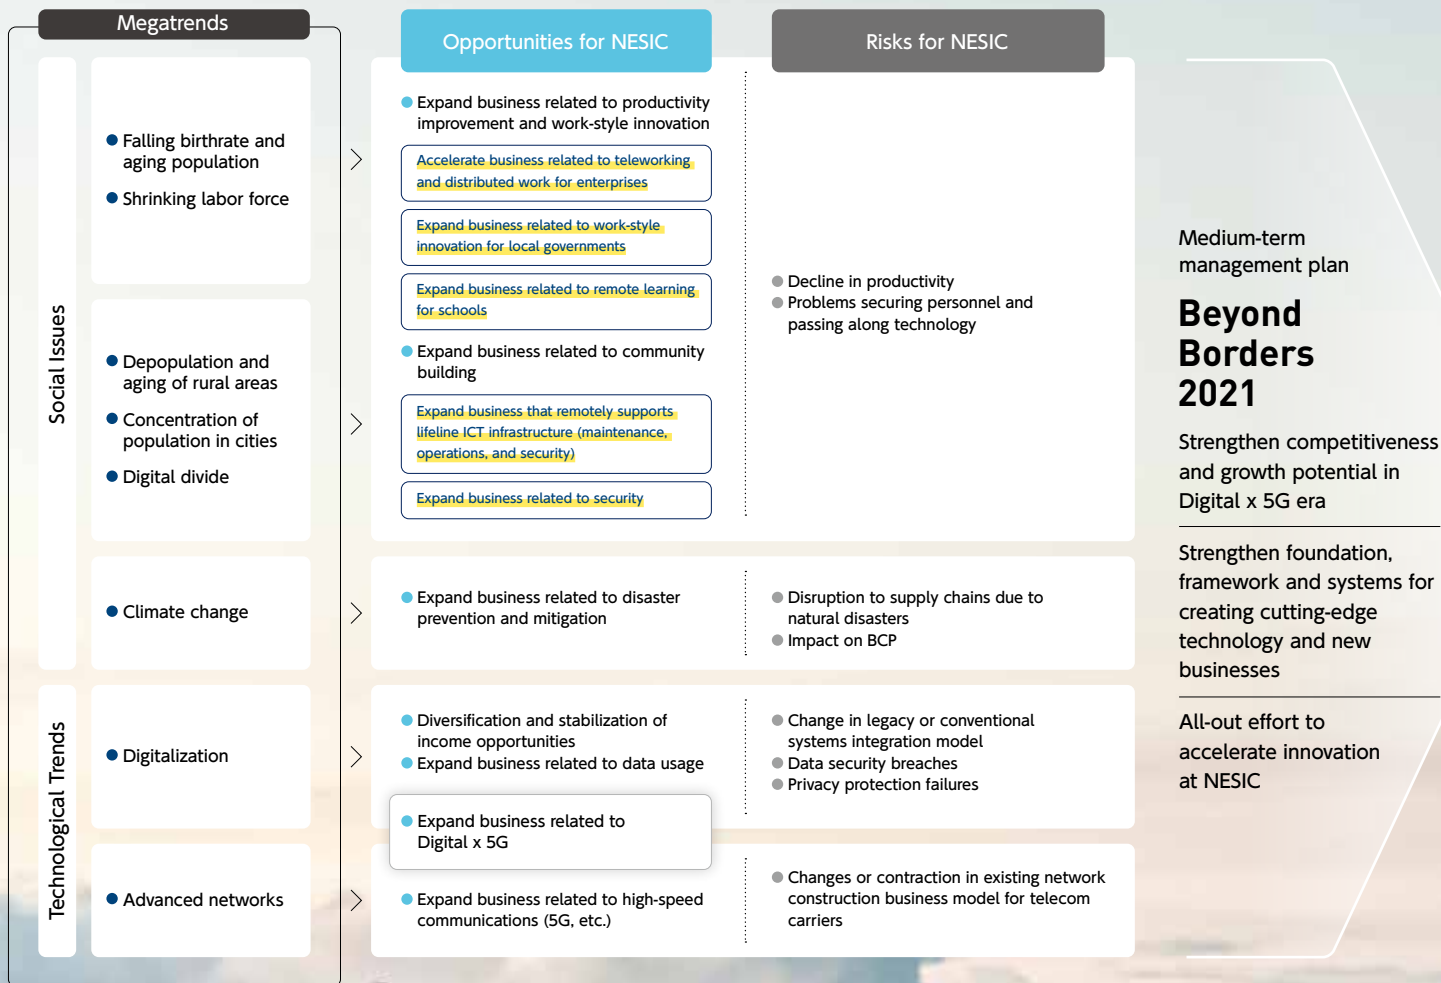 Megatrends
Opportunities for NESIC
Risks for NESIC
Social Issues
Falling birthrate and
aging population
Shrinking labor force
Expand business related to productivity
improvement and work-style innovation
Accelerate business related to teleworking
and distributed work for enterprises
Expand business related to work-style
innovation for local governments
Expand business related to remote learning
for schools
Depopulation and
aging of rural areas
Concentration of
population in cities
Digital divide
Expand business related to community
building
Expand business that remotely supports
lifeline ICT infrastructure (maintenance,
operations, and security)
Expand business related to security
Decline in productivity
Problems securing personnel and
passing along technology
Climate change
Expand business related to disaster
prevention and mitigation
Disruption to supply chains due to
natural disasters
Impact on BCP
Technological Trends
Digitalization
Diversification and stabilization of
income opportunities
Expand business related to data usage
Change in legacy or conventional
systems integration model
Data security breaches
Privacy protection failures
Expand business related to
Digital x 5G
Advanced networks
Expand business related to high-speed
communications (5G, etc.)
Changes or contraction in existing network
construction business model for telecom
carriers
Medium-term
management plan
Beyond
Borders
2021
Strengthen competitiveness
and growth potential in
Digital x 5G era
Strengthen foundation,
framework and systems for
creating cutting-edge
technology and new
businesses
All-out effort to
accelerate innovation
at NESIC